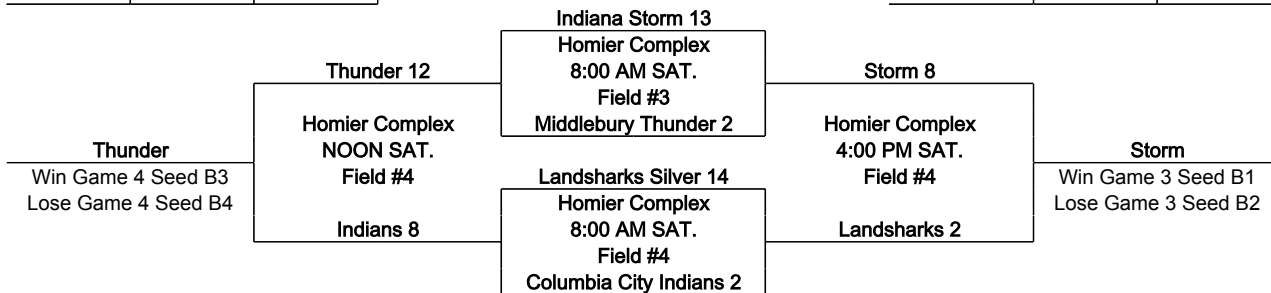 Indiana Storm 13
Homier Complex
8:00 AM SAT.
Field #3
Middlebury Thunder 2
Thunder 12
Homier Complex
NOON SAT.
Field #4
Indians 8
Thunder
Win Game 4 Seed B3
Lose Game 4 Seed B4
Landsharks Silver 14
Homier Complex
8:00 AM SAT.
Field #4
Columbia City Indians 2
Storm 8
Homier Complex
4:00 PM SAT.
Field #4
Landsharks 2
Storm
Win Game 3 Seed B1
Lose Game 3 Seed B2